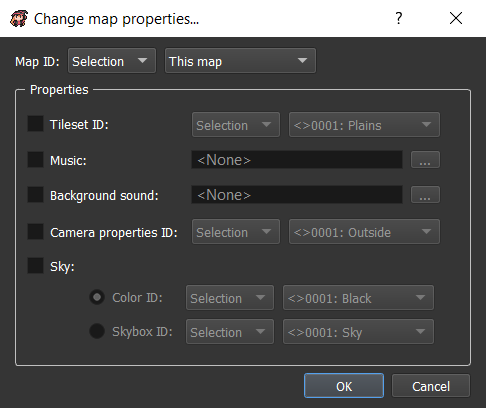 Change map properties... ?
Map ID: Selection This map
Properties
Tileset ID: Selection <>0001: Plains
Music: <None> ...
Background sound: <None> ...
Camera properties ID: Selection <>0001: Outside
Sky:
Color ID: Selection <>0001: Black
Skybox ID: Selection <>0001: Sky
OK Cancel